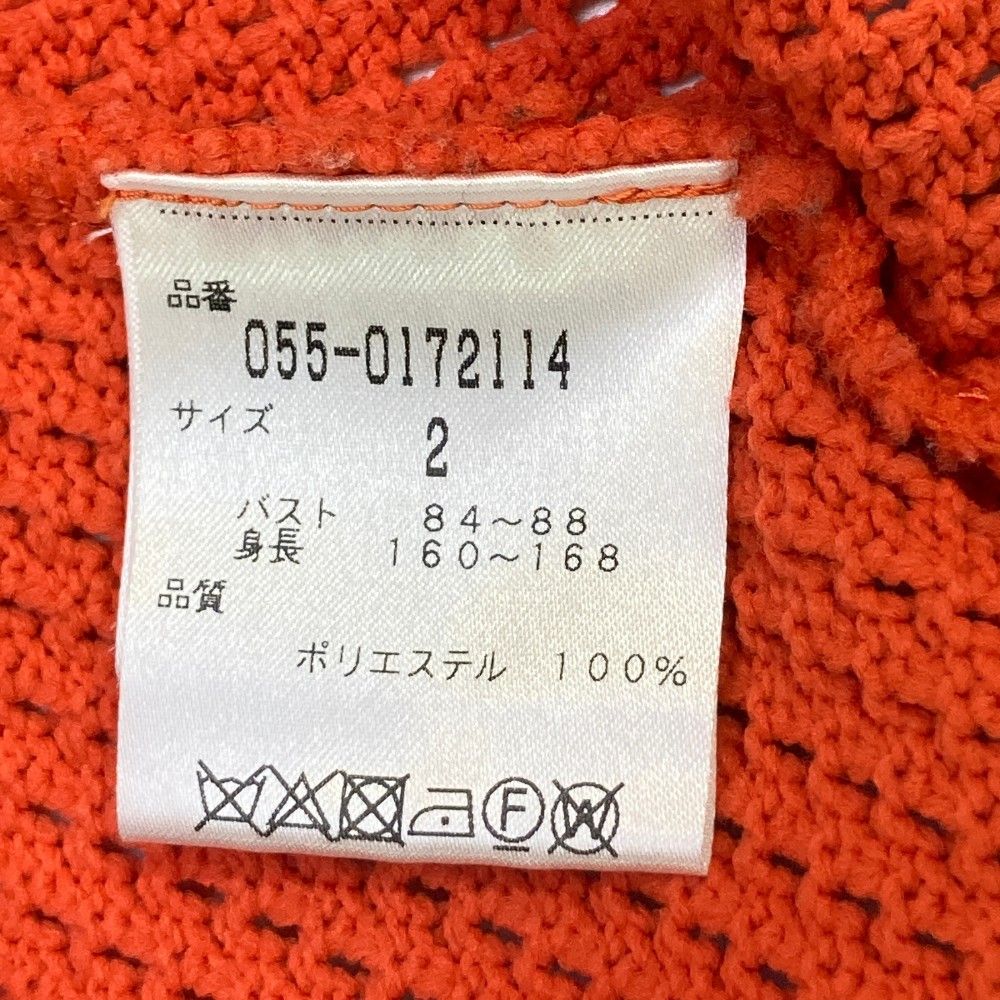 品番
055-0172114
サイズ
2
バスト 84～88
身長 160～168
品質
ポリエステル 100%
F W